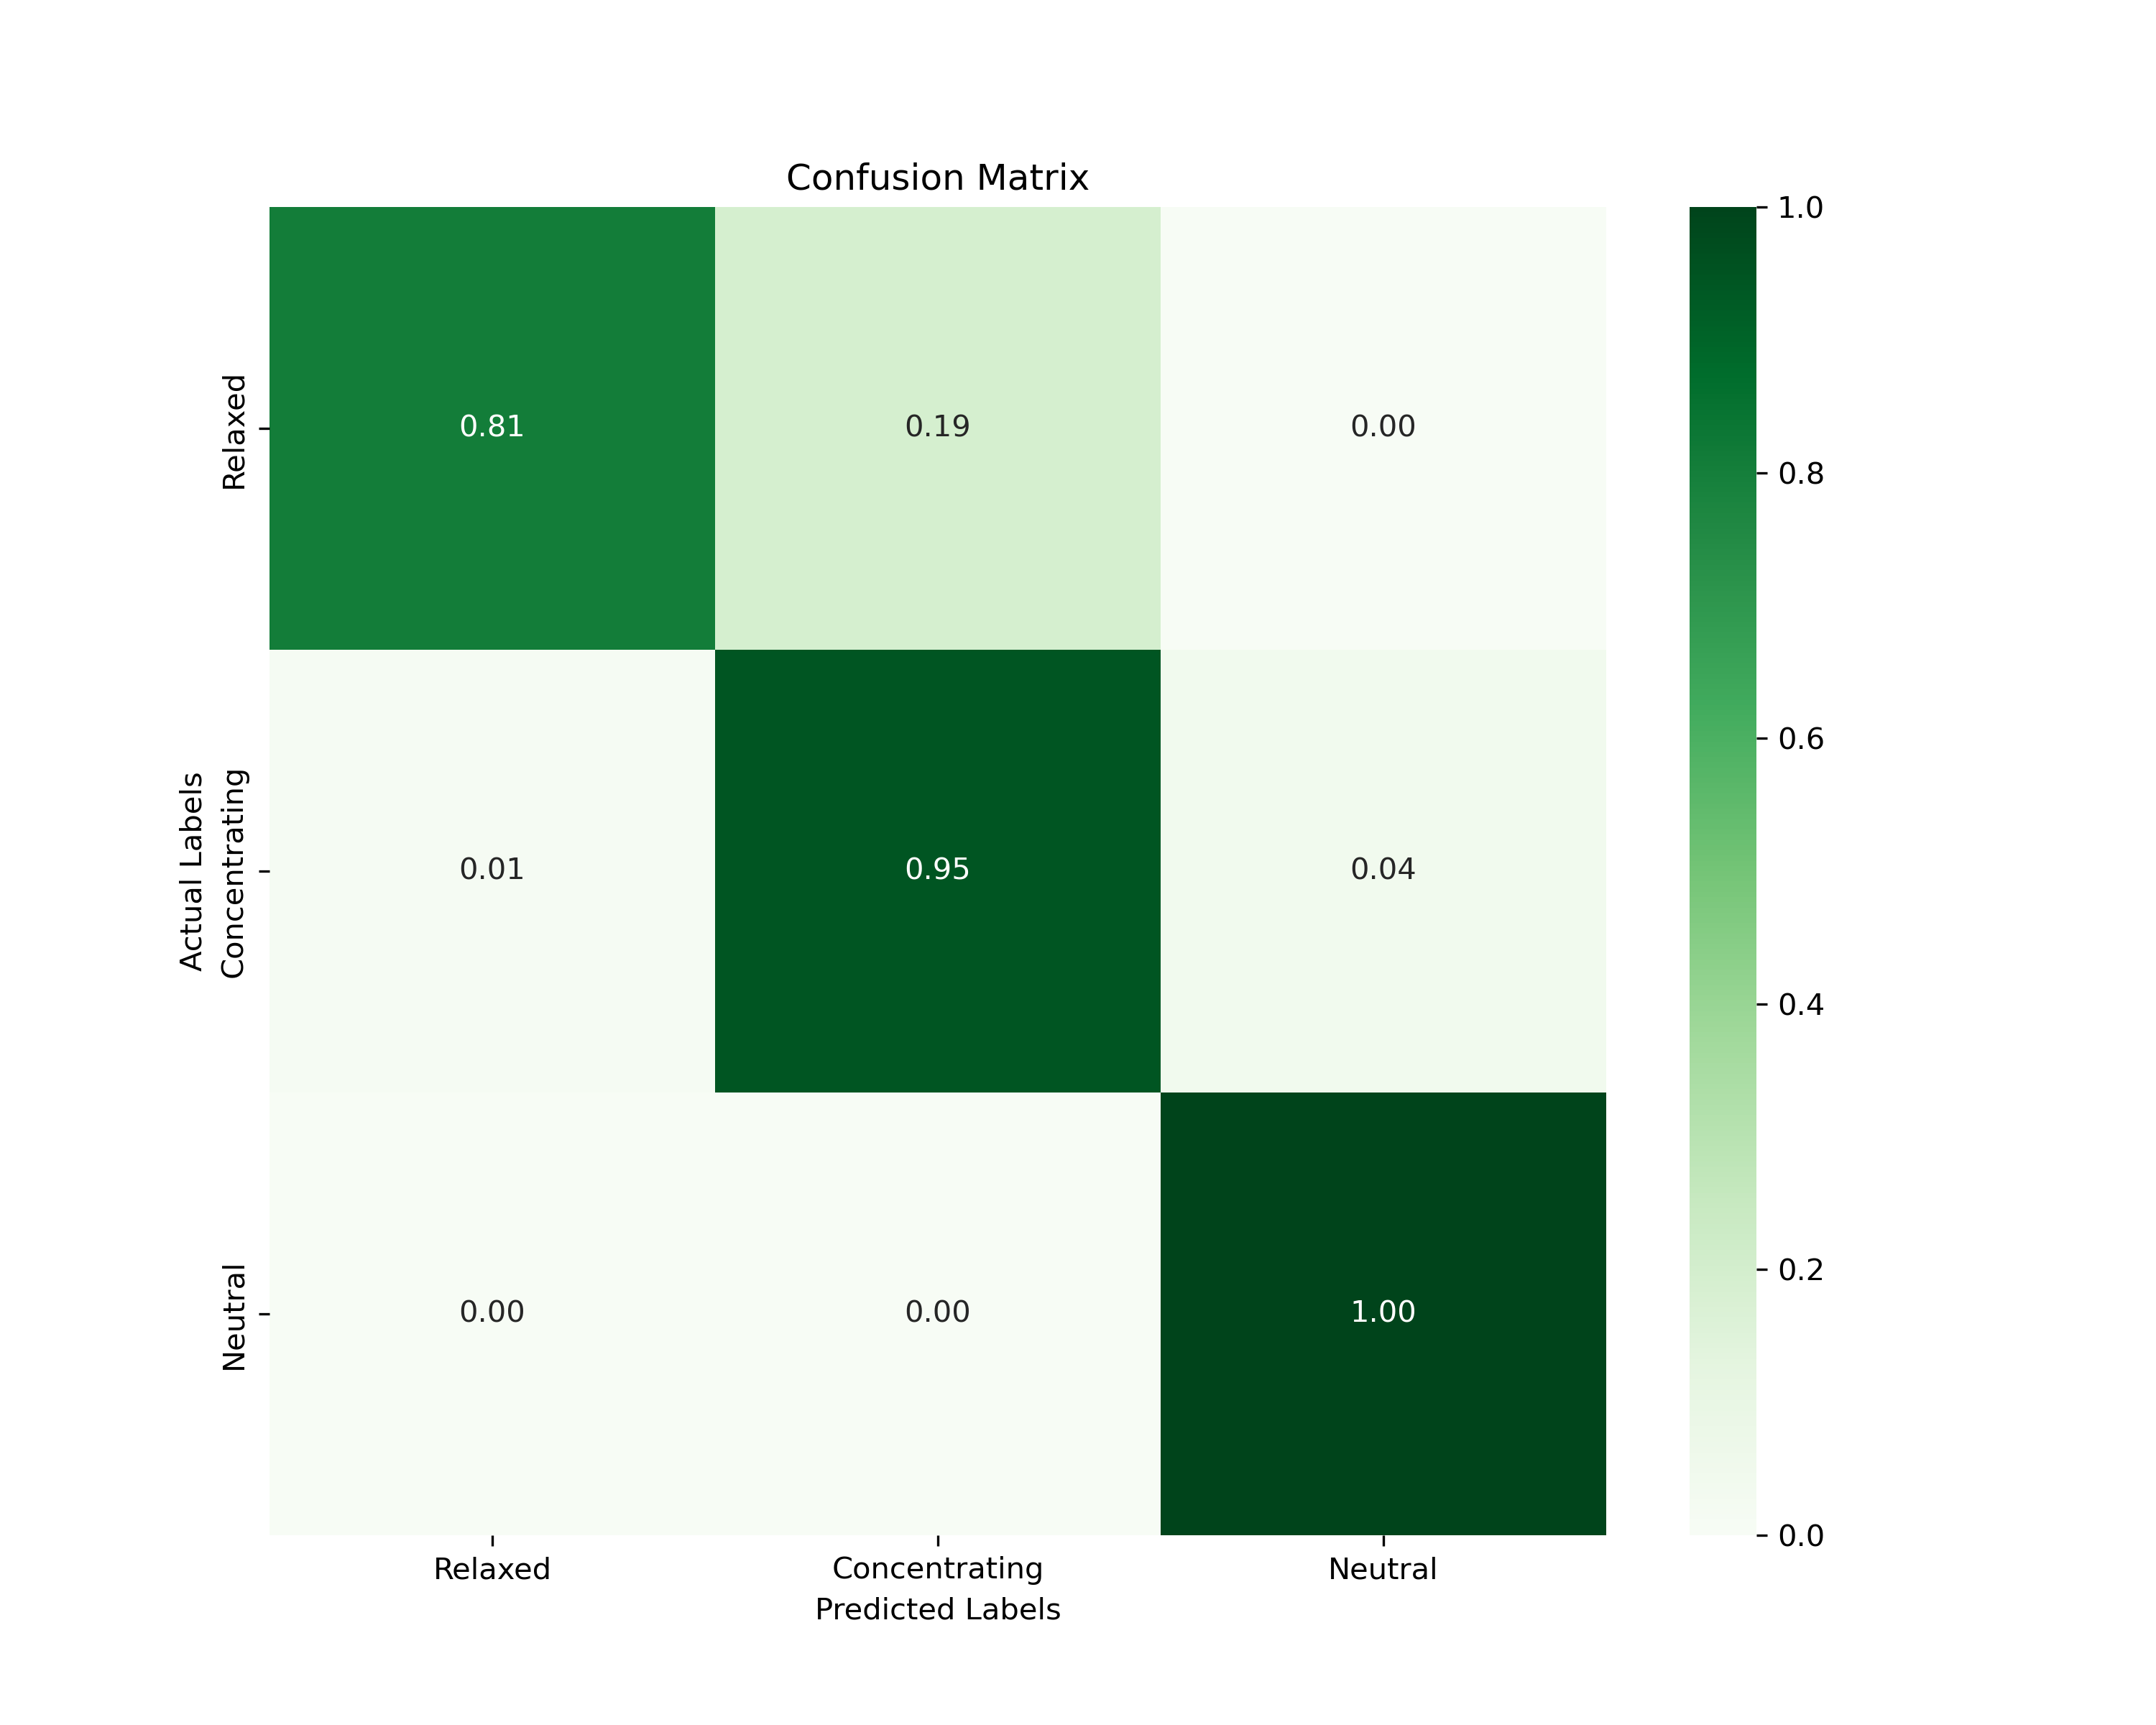 Confusion Matrix
1.0
0.8
0.6
0.4
0.2
0.0
Actual Labels
Relaxed
0.81
0.19
0.00
Concentrating
0.01
0.95
0.04
Neutral
0.00
0.00
1.00
Relaxed
Concentrating
Neutral
Predicted Labels